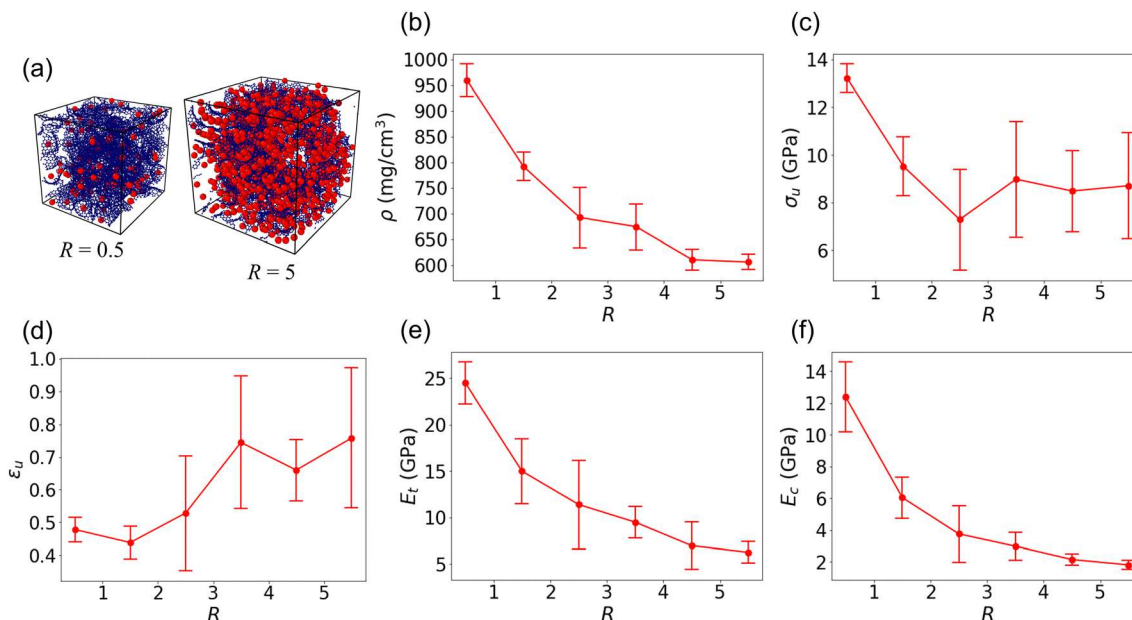 (a)
R = 0.5
R = 5
(b)
1000
950
900
850
800
750
700
650
600
ρ (mg/cm³)
1 2 3 4 5
R
(c)
14
12
10
8
6
σu (GPa)
1 2 3 4 5
R
(d)
1.0
0.9
0.8
0.7
0.6
0.5
0.4
εu
1 2 3 4 5
R
(e)
25
20
15
10
5
Et (GPa)
1 2 3 4 5
R
(f)
14
12
10
8
6
4
2
Ec (GPa)
1 2 3 4 5
R